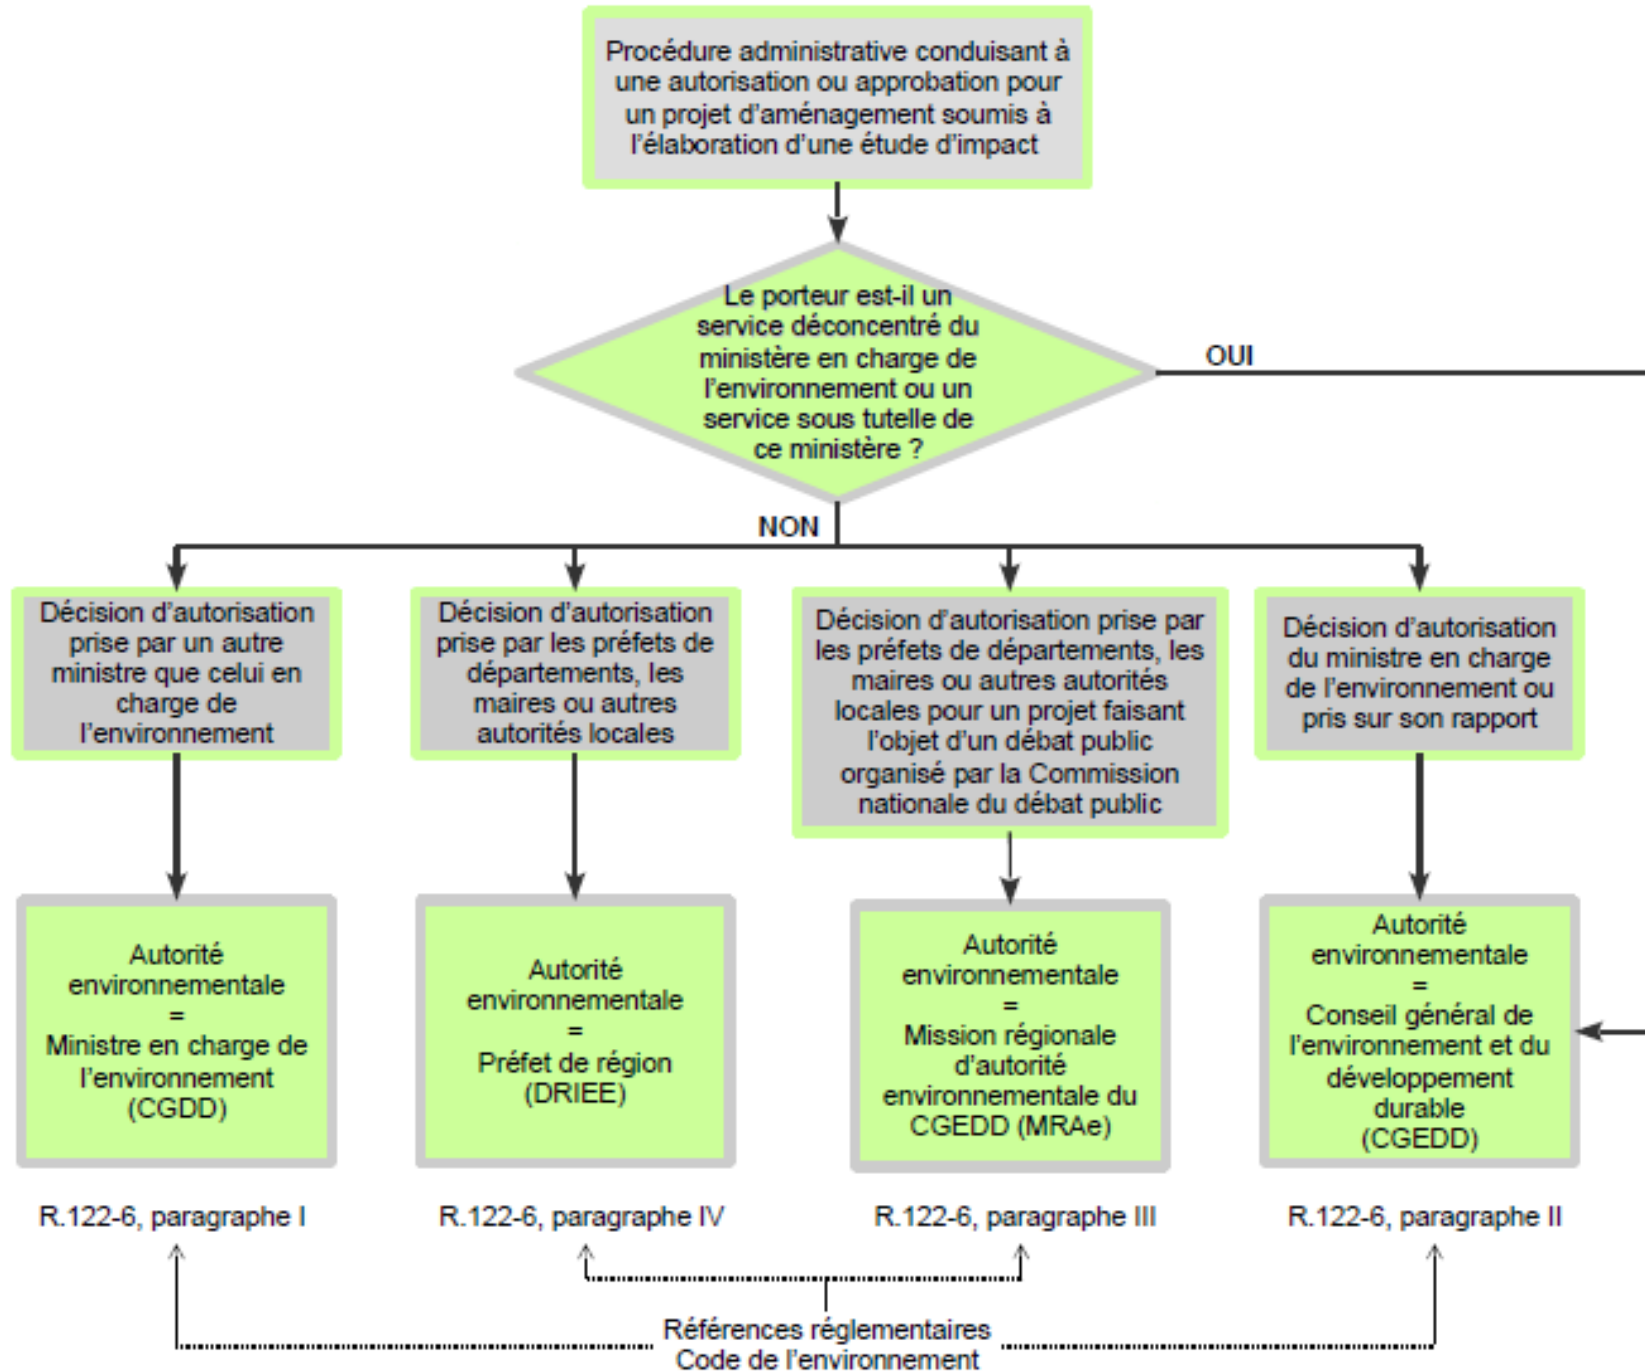 Procédure administrative conduisant à
une autorisation ou approbation pour
un projet d'aménagement soumis à
l'élaboration d'une étude d'impact
Le porteur est-il un
service déconcentré du
ministère en charge de
l'environnement ou un
service sous tutelle de
ce ministère ?
OUI
NON
Décision d'autorisation
prise par un autre
ministre que celui en
charge de
l'environnement
Décision d'autorisation
prise par les préfets de
départements, les
maires ou autres
autorités locales
Décision d'autorisation prise par
les préfets de départements, les
maires ou autres autorités
locales pour un projet faisant
l'objet d'un débat public
organisé par la Commission
nationale du débat public
Décision d'autorisation
du ministre en charge
de l'environnement ou
pris sur son rapport
Autorité
environnementale
=
Ministre en charge de
l'environnement
(CGDD)
Autorité
environnementale
=
Préfet de région
(DRIEE)
Autorité
environnementale
=
Mission régionale
d'autorité
environnementale du
CGEDD (MRAe)
Autorité
environnementale
=
Conseil général de
l'environnement et du
développement
durable
(CGEDD)
R.122-6, paragraphe I
R.122-6, paragraphe IV
R.122-6, paragraphe III
R.122-6, paragraphe II
Références réglementaires
Code de l'environnement